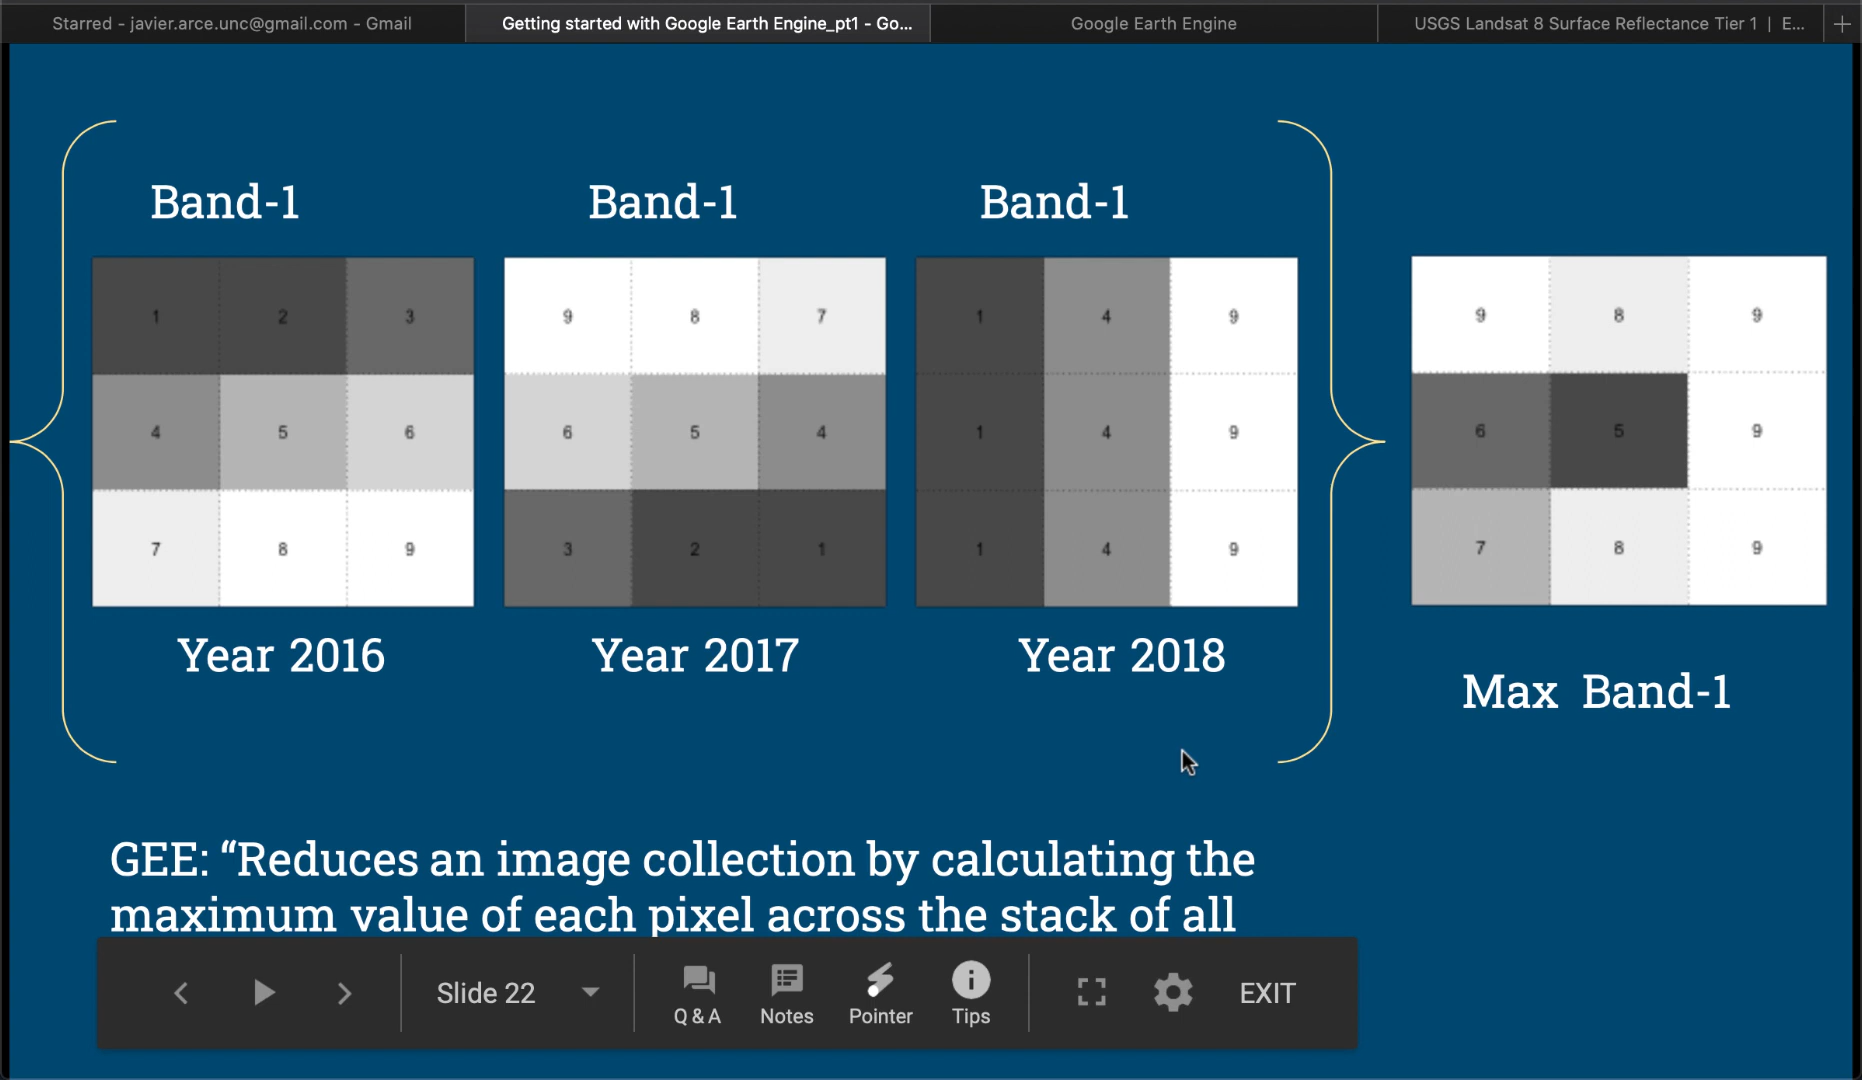 Starred - javier.arce.unc@gmail.com - Gmail
Getting started with Google Earth Engine_pt1 - Go...
Google Earth Engine
USGS Landsat 8 Surface Reflectance Tier 1 | E...
Band-1 Band-1 Band-1
1 2 3 9 8 7 1 4 9 9 8 9
4 5 6 6 5 4 1 4 9 6 5 9
7 8 9 3 2 1 1 4 9 7 8 9
Year 2016 Year 2017 Year 2018
Max Band-1
GEE: “Reduces an image collection by calculating the
maximum value of each pixel across the stack of all
Slide 22
Q & A Notes Pointer Tips
EXIT